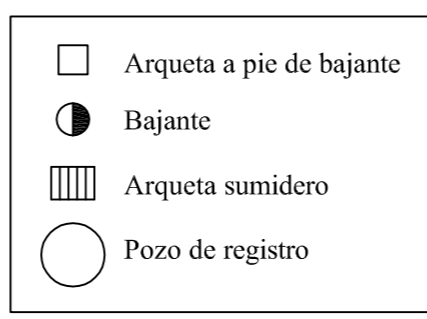 Arqueta a pie de bajante
Bajante
Arqueta sumidero
Pozo de registro